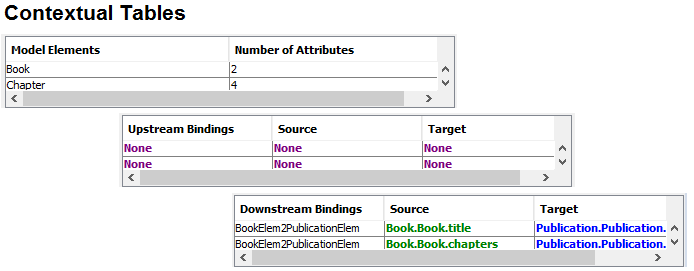 Contextual Tables
Model Elements Number of Attributes
Book 2
Chapter 4
Upstream Bindings Source Target
None None None
None None None
Downstream Bindings Source Target
BookElem2PublicationElem Book.Book.title Publication.Publication.
BookElem2PublicationElem Book.Book.chapters Publication.Publication.